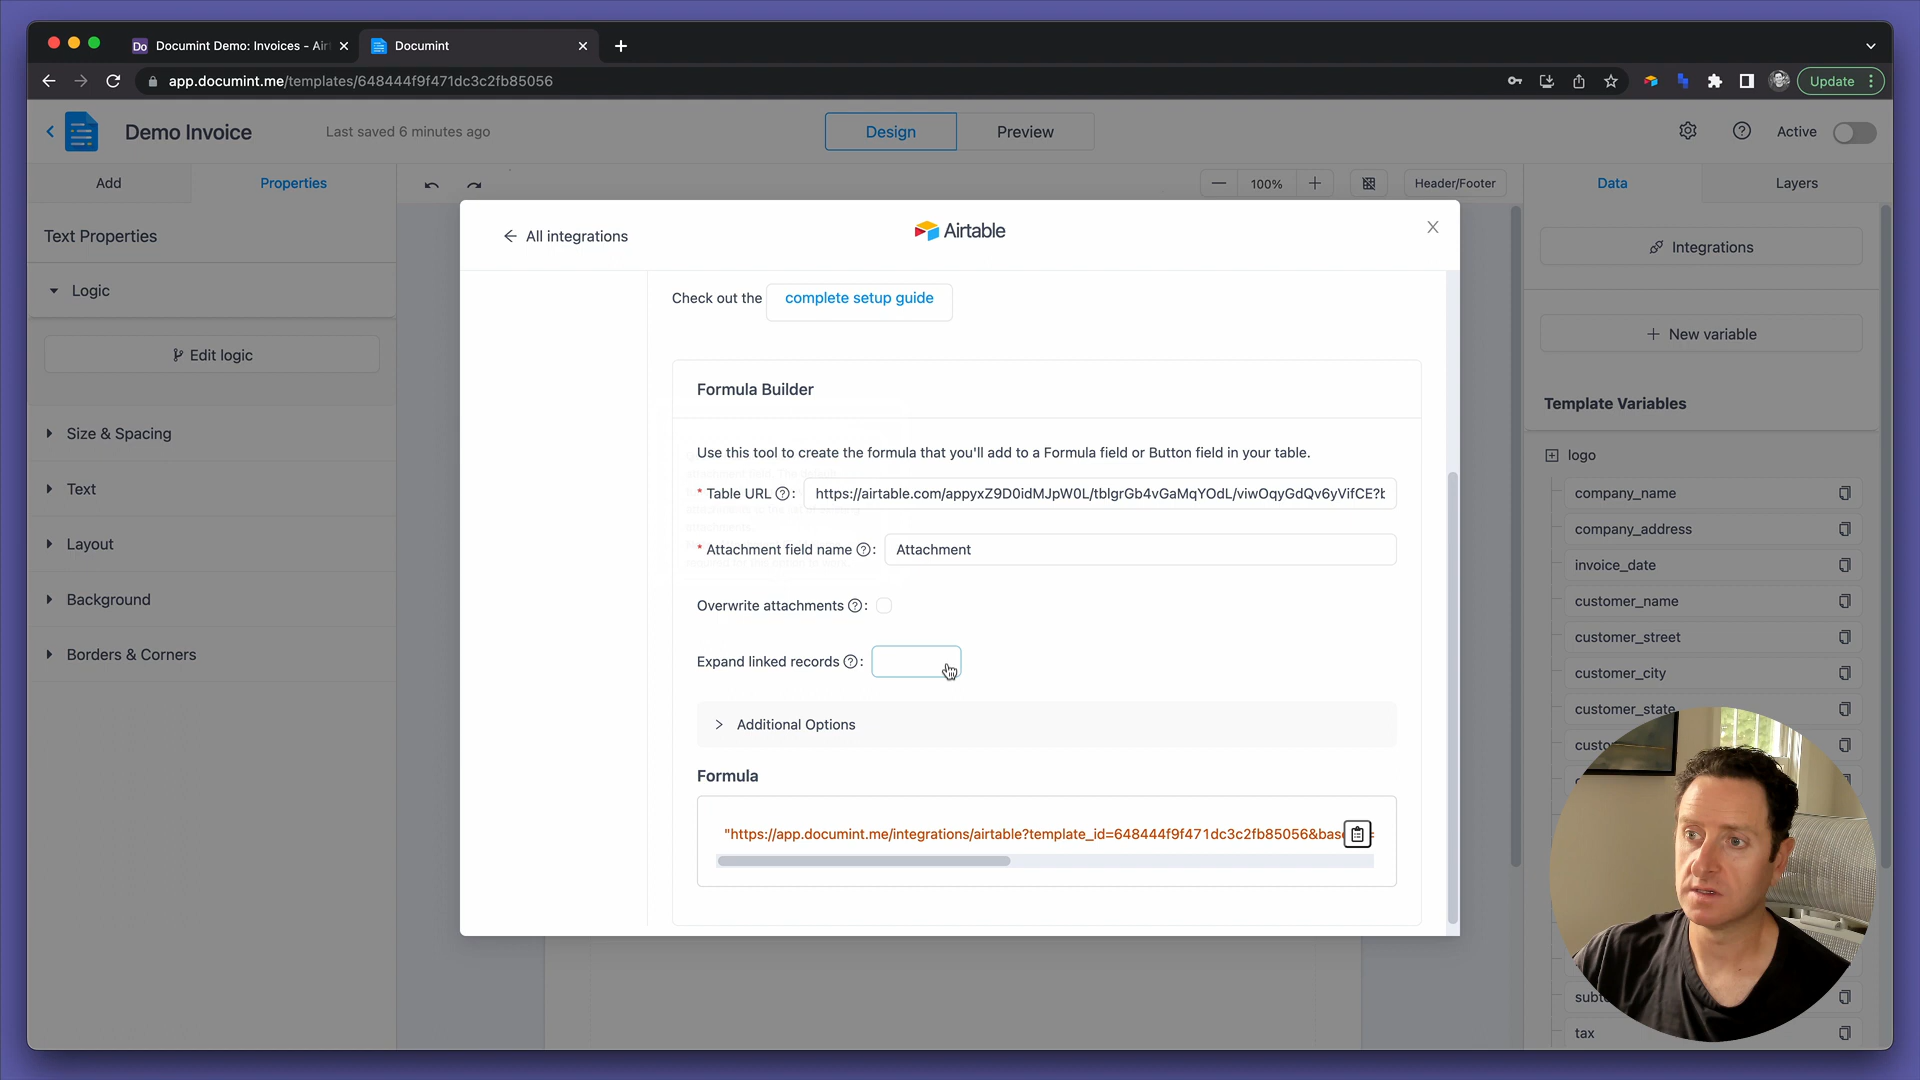 Do Documint Demo: Invoices - Air
Documint
app.documint.me/templates/648444f9f471dc3c2fb85056
Update
Demo Invoice
Last saved 6 minutes ago
Design
Preview
Active
Add
Properties
100%
Header/Footer
Data
Layers
Text Properties
Logic
Edit logic
Size & Spacing
Text
Layout
Background
Borders & Corners
All integrations
Airtable
Check out the complete setup guide
Formula Builder
Use this tool to create the formula that you'll add to a Formula field or Button field in your table.
* Table URL : https://airtable.com/appyxZ9D0idMJpW0L/tblgrGb4vGaMqYOdL/viwOqyGdQv6yVifCE?b
* Attachment field name : Attachment
Overwrite attachments :
Expand linked records :
Additional Options
Formula
"https://app.documint.me/integrations/airtable?template_id=648444f9f471dc3c2fb85056&bas
Integrations
New variable
Template Variables
logo
company_name
company_address
invoice_date
customer_name
customer_street
customer_city
customer_state
custo
subto
tax